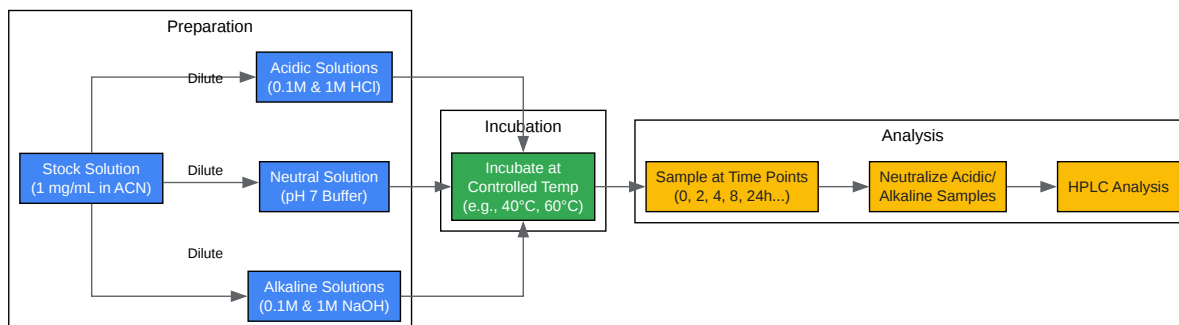 Preparation
Dilute
Acidic Solutions
(0.1M & 1M HCl)
Stock Solution
(1 mg/mL in ACN)
Dilute
Neutral Solution
(pH 7 Buffer)
Dilute
Alkaline Solutions
(0.1M & 1M NaOH)
Incubation
Incubate at
Controlled Temp
(e.g., 40°C, 60°C)
Analysis
Sample at Time Points
(0, 2, 4, 8, 24h...)
Neutralize Acidic/
Alkaline Samples
HPLC Analysis